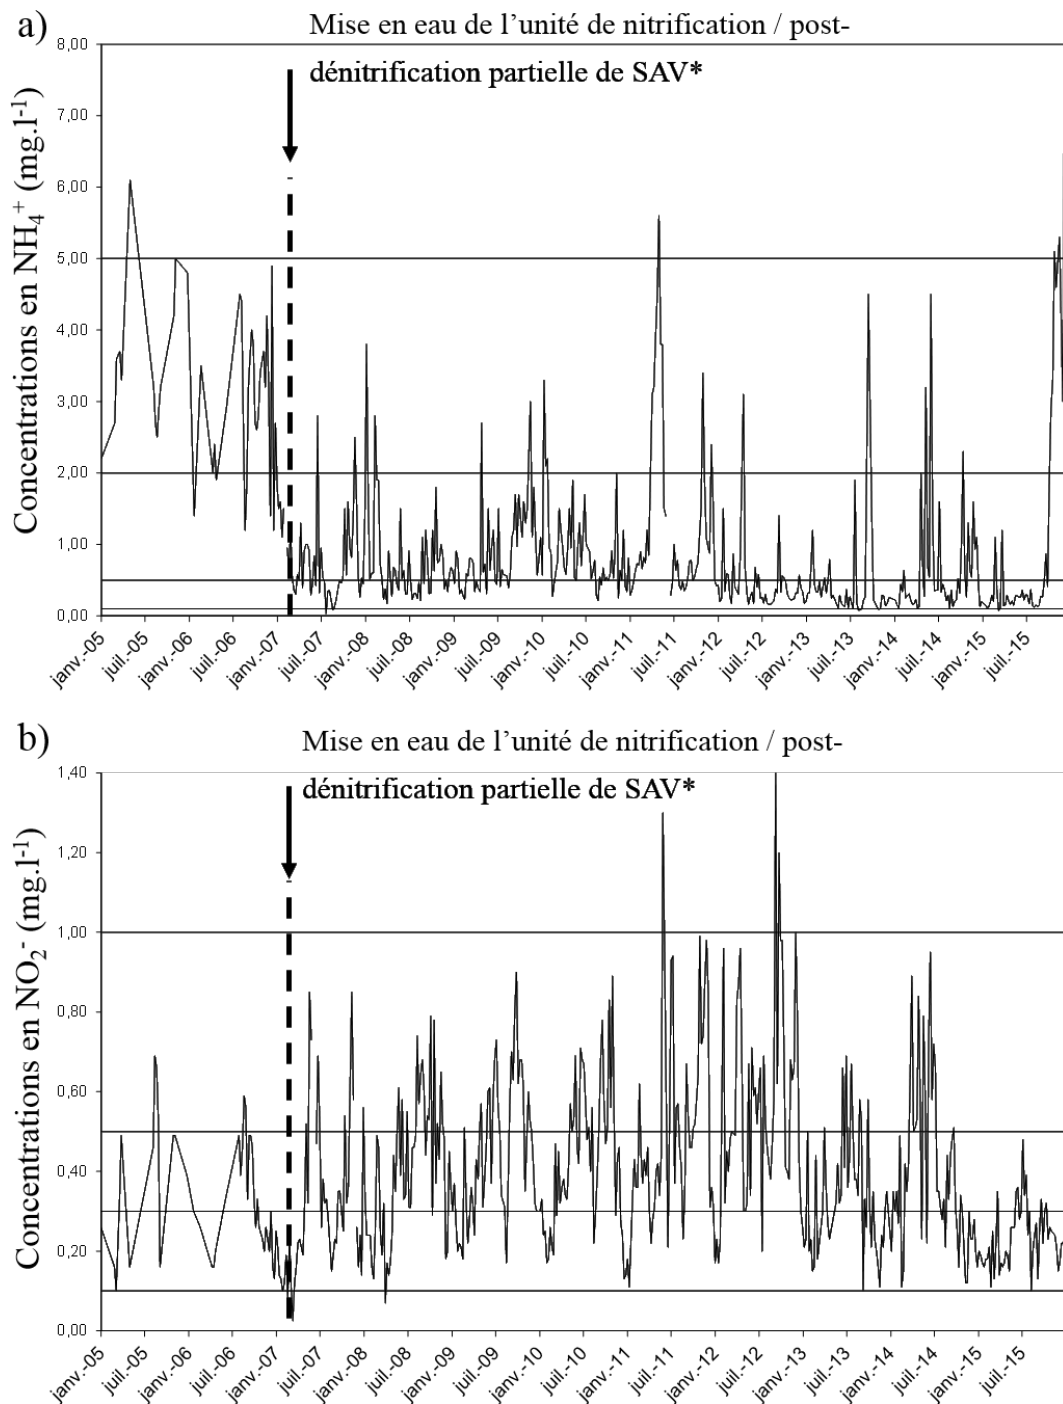 a)
Mise en eau de l'unité de nitrification / post-
dénitrification partielle de SAV*
Concentrations en NH₄⁺ (mg.l⁻¹)
8,00
7,00
6,00
5,00
4,00
3,00
2,00
1,00
0,00
janv.-05
juil.-05
janv.-06
juil.-06
janv.-07
juil.-07
janv.-08
juil.-08
janv.-09
juil.-09
janv.-10
juil.-10
janv.-11
juil.-11
janv.-12
juil.-12
janv.-13
juil.-13
janv.-14
juil.-14
janv.-15
juil.-15
b)
Mise en eau de l'unité de nitrification / post-
dénitrification partielle de SAV*
Concentrations en NO₂⁻ (mg.l⁻¹)
1,40
1,20
1,00
0,80
0,60
0,40
0,20
0,00
janv.-05
juil.-05
janv.-06
juil.-06
janv.-07
juil.-07
janv.-08
juil.-08
janv.-09
juil.-09
janv.-10
juil.-10
janv.-11
juil.-11
janv.-12
juil.-12
janv.-13
juil.-13
janv.-14
juil.-14
janv.-15
juil.-15